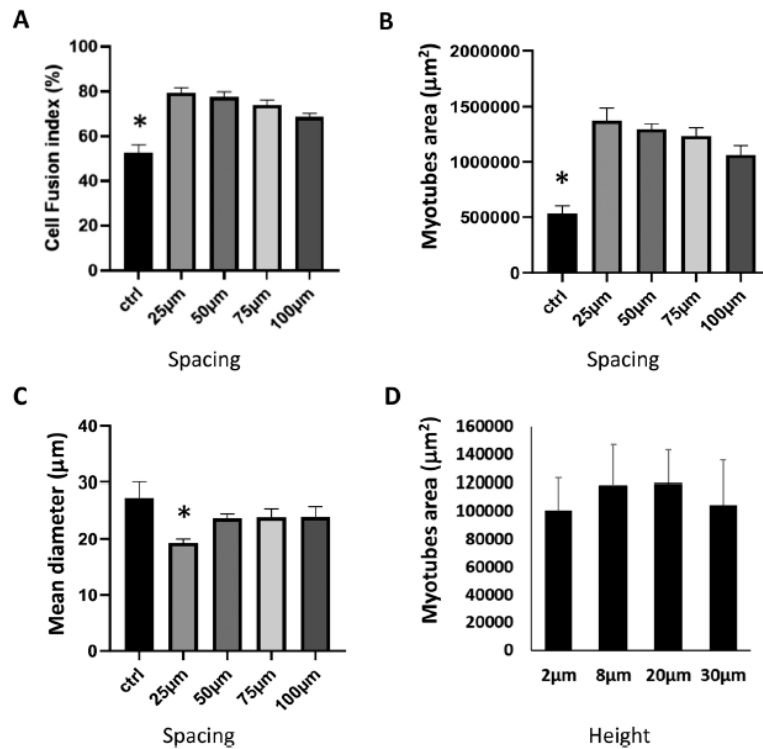 A
Cell Fusion index (%)
100
80
60
40
20
0
*
ctrl
25μm
50μm
75μm
100μm
Spacing
B
Myotubes area (μm²)
2000000
1500000
1000000
500000
0
*
ctrl
25μm
50μm
75μm
100μm
Spacing
C
Mean diameter (μm)
40
30
20
10
0
*
ctrl
25μm
50μm
75μm
100μm
Spacing
D
Myotubes area (μm²)
160000
140000
120000
100000
80000
60000
40000
20000
0
2μm 8μm 20μm 30μm
Height